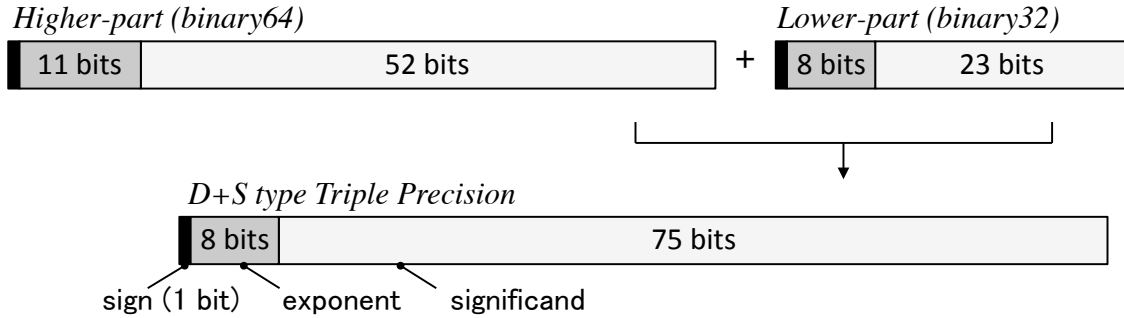 Higher-part (binary64) Lower-part (binary32)
11 bits 52 bits + 8 bits 23 bits
D+S type Triple Precision
8 bits 75 bits
sign (1 bit) exponent significand